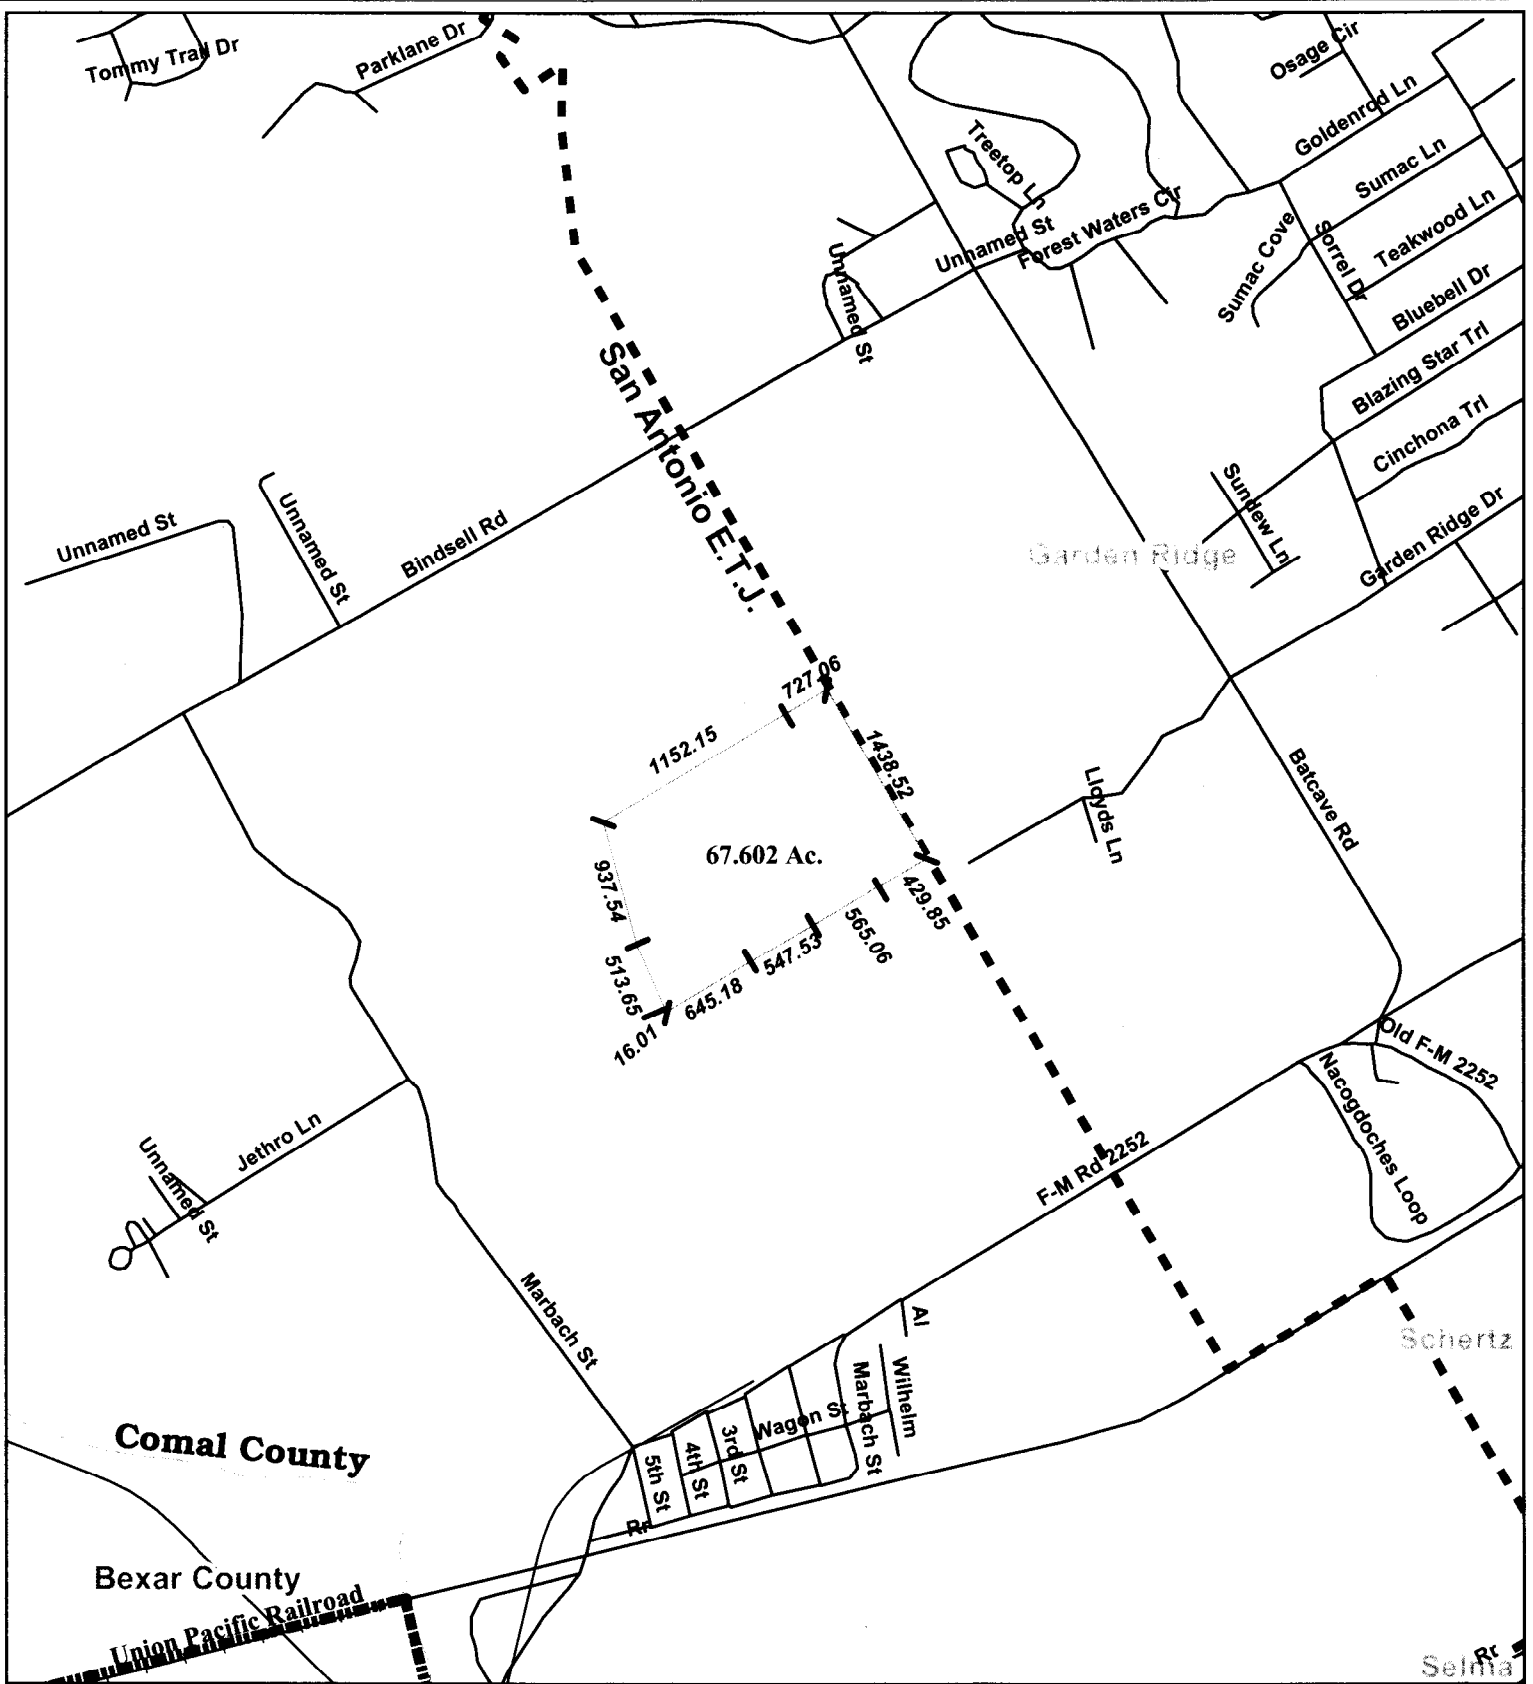 Tommy Trail Dr
Parklane Dr
Osage Cir
Goldenrod Ln
Treetop Ln
Sumac Ln
Unnamed St
Forest Waters Cir
Sumac Cove
Sorrel Dr
Teakwood Ln
Unnamed St
Bluebell Dr
San Antonio E.T.J.
Blazing Star Trl
Cinchona Trl
Unnamed St
Unnamed St
Bindsell Rd
Garden Ridge
Sundew Ln
Garden Ridge Dr
727.06
1152.15
1438.52
Lloyds Ln
Batcave Rd
67.602 Ac.
937.54
429.85
565.06
547.53
513.65
645.18
16.01
Old F-M 2252
Nacogdoches Loop
Jethro Ln
Unnamed St
F-M Rd 2252
Marbach St
Al
Schertz
Wilhelm
Marbach St
Wagon St
3rd St
4th St
5th St
Comal County
Rr
Bexar County
Union Pacific Railroad
Rr
Selma